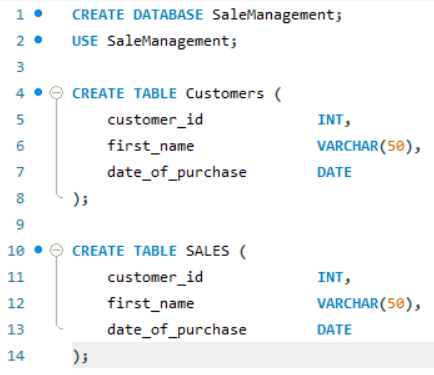 1 CREATE DATABASE SaleManagement;
2 USE SaleManagement;
3
4 CREATE TABLE Customers (
5 customer_id INT,
6 first_name VARCHAR(50),
7 date_of_purchase DATE
8 );
9
10 CREATE TABLE SALES (
11 customer_id INT,
12 first_name VARCHAR(50),
13 date_of_purchase DATE
14 );